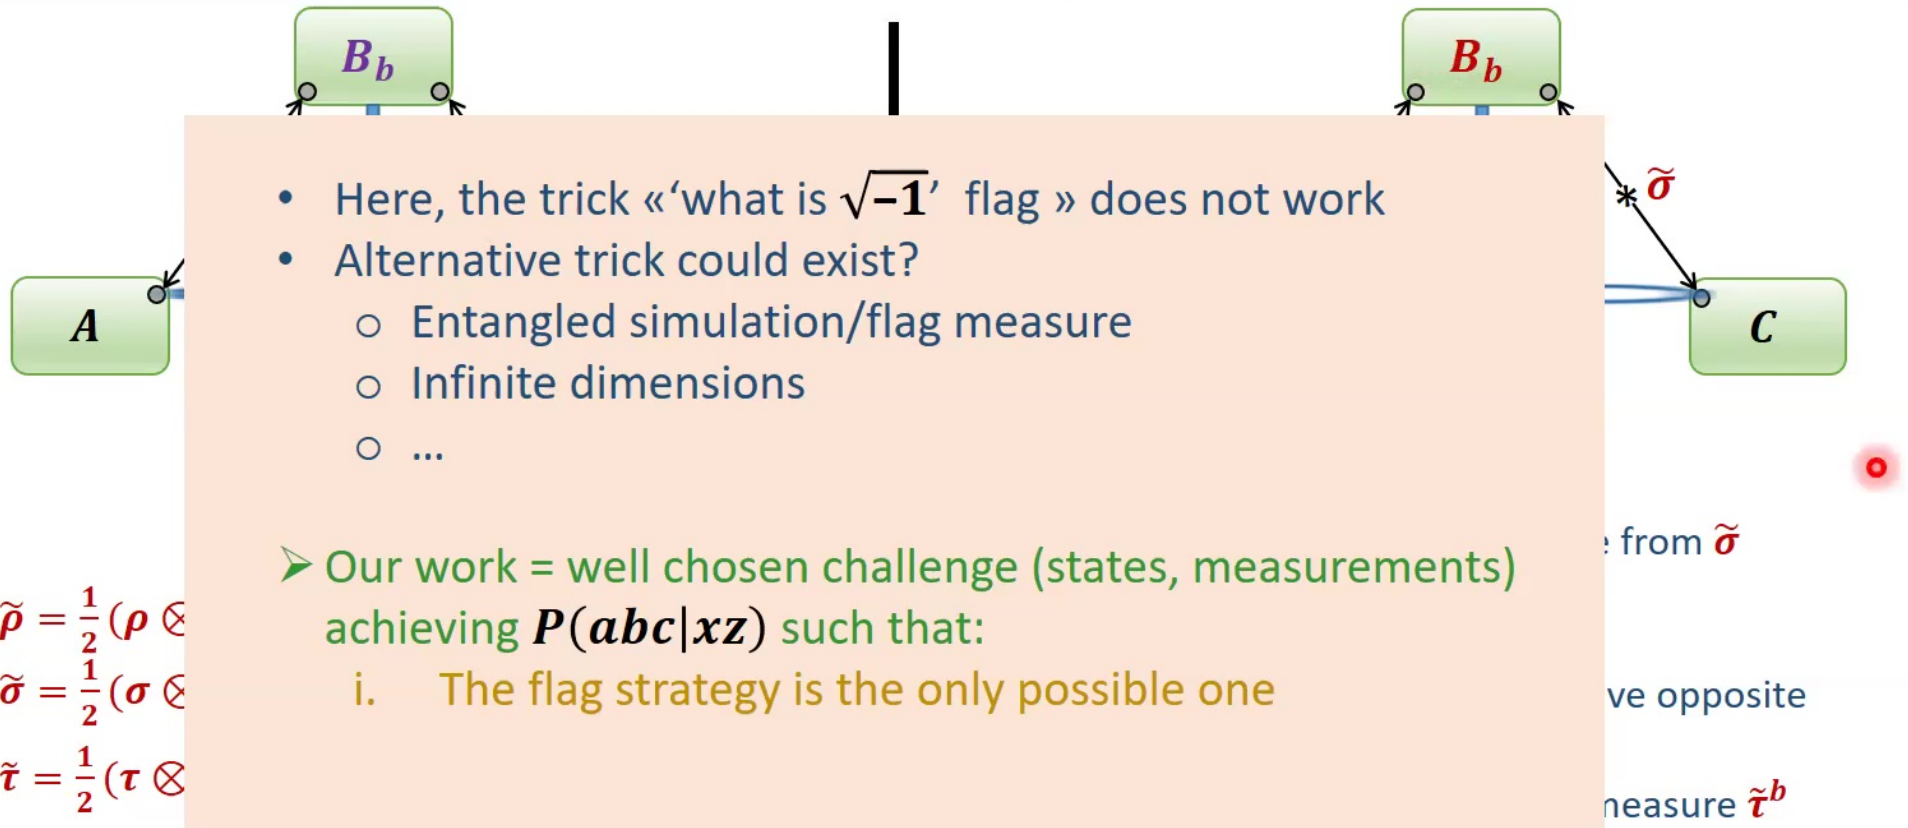 B_b
B_b
• Here, the trick «‘what is √−1’ flag » does not work
* σ̃
• Alternative trick could exist?
A
o Entangled simulation/flag measure
C
o Infinite dimensions
o ...
from σ̃
➢ Our work = well chosen challenge (states, measurements)
ρ̃ = 1/2 (ρ ⊗
achieving P(abc|xz) such that:
σ̃ = 1/2 (σ ⊗
i. The flag strategy is the only possible one
ve opposite
τ̃ = 1/2 (τ ⊗
measure τ̃^b